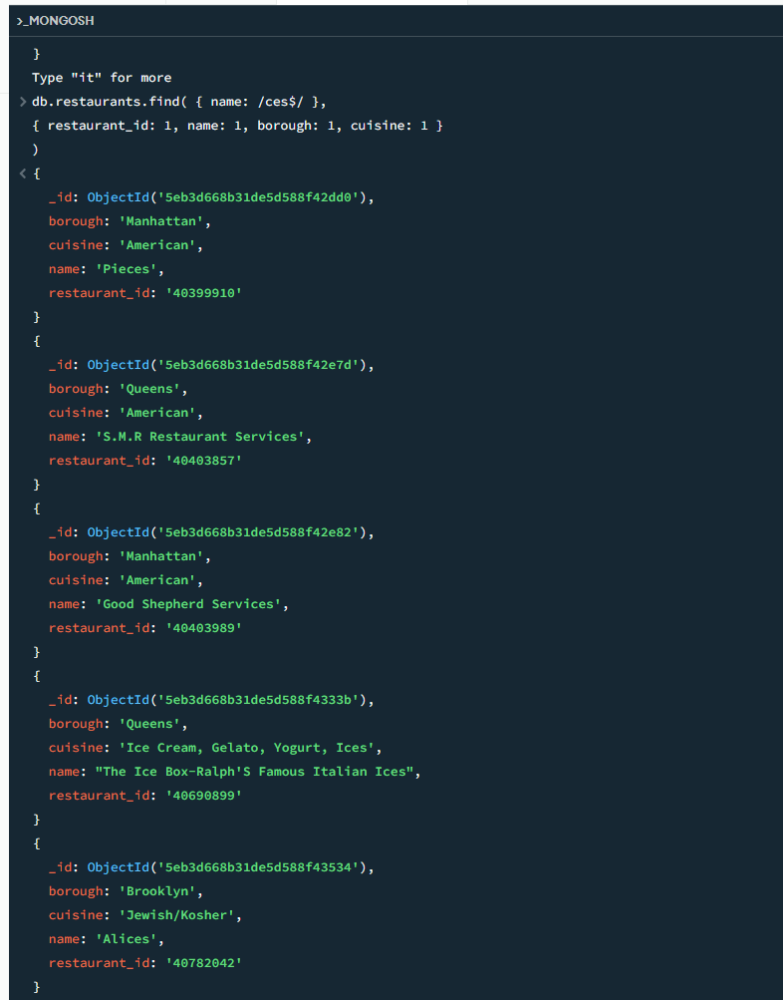 >_MONGOSH
}
Type "it" for more
> db.restaurants.find( { name: /ces$/ },
{ restaurant_id: 1, name: 1, borough: 1, cuisine: 1 }
)
< {
_id: ObjectId('5eb3d668b31de5d588f42dd0'),
borough: 'Manhattan',
cuisine: 'American',
name: 'Pieces',
restaurant_id: '40399910'
}
{
_id: ObjectId('5eb3d668b31de5d588f42e7d'),
borough: 'Queens',
cuisine: 'American',
name: 'S.M.R Restaurant Services',
restaurant_id: '40403857'
}
{
_id: ObjectId('5eb3d668b31de5d588f42e82'),
borough: 'Manhattan',
cuisine: 'American',
name: 'Good Shepherd Services',
restaurant_id: '40403989'
}
{
_id: ObjectId('5eb3d668b31de5d588f4333b'),
borough: 'Queens',
cuisine: 'Ice Cream, Gelato, Yogurt, Ices',
name: "The Ice Box-Ralph'S Famous Italian Ices",
restaurant_id: '40690899'
}
{
_id: ObjectId('5eb3d668b31de5d588f43534'),
borough: 'Brooklyn',
cuisine: 'Jewish/Kosher',
name: 'Alices',
restaurant_id: '40782042'
}